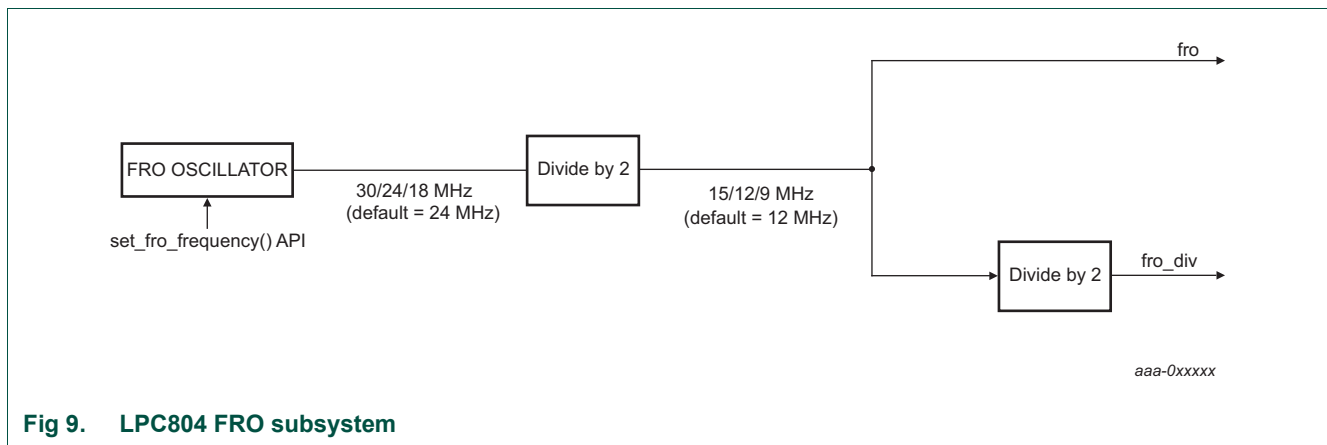 fro
FRO OSCILLATOR
Divide by 2
30/24/18 MHz
(default = 24 MHz)
15/12/9 MHz
(default = 12 MHz)
set_fro_frequency() API
Divide by 2
fro_div
aaa-0xxxxx
Fig 9. LPC804 FRO subsystem